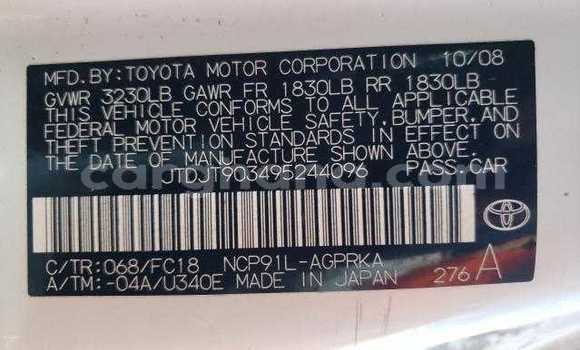 MFD.BY:TOYOTA MOTOR CORPORATION 10/08
GVWR 3230LB GAWR FR 1830LB RR 1830LB
THIS VEHICLE CONFORMS TO ALL APPLICABLE
FEDERAL MOTOR VEHICLE SAFETY,BUMPER,AND
THEFT PREVENTION STANDARDS IN EFFECT ON
THE DATE OF MANUFACTURE SHOWN ABOVE.
JTDJT903495244096 PASS.CAR
C/TR:068/FC18 NCP91L-AGPRKA
A/TM:-04A/U340E MADE IN JAPAN 276 A